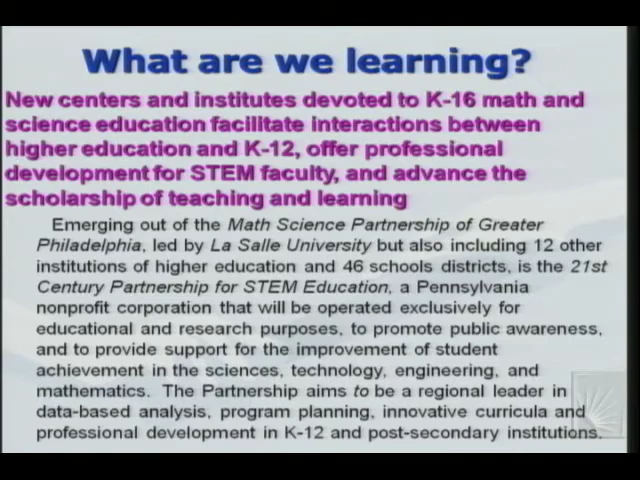 What are we learning?
New centers and institutes devoted to K-16 math and
science education facilitate interactions between
higher education and K-12, offer professional
development for STEM faculty, and advance the
scholarship of teaching and learning
Emerging out of the Math Science Partnership of Greater
Philadelphia, led by La Salle University but also including 12 other
institutions of higher education and 46 schools districts, is the 21st
Century Partnership for STEM Education, a Pennsylvania
nonprofit corporation that will be operated exclusively for
educational and research purposes, to promote public awareness,
and to provide support for the improvement of student
achievement in the sciences, technology, engineering, and
mathematics. The Partnership aims to be a regional leader in
data-based analysis, program planning, innovative curricula and
professional development in K-12 and post-secondary institutions.